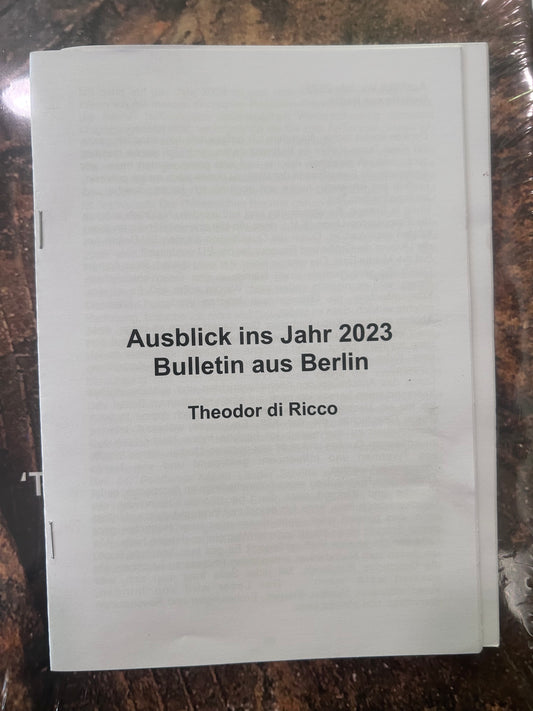 Ausblick ins Jahr 2023
Bulletin aus Berlin
Theodor di Ricco
'T